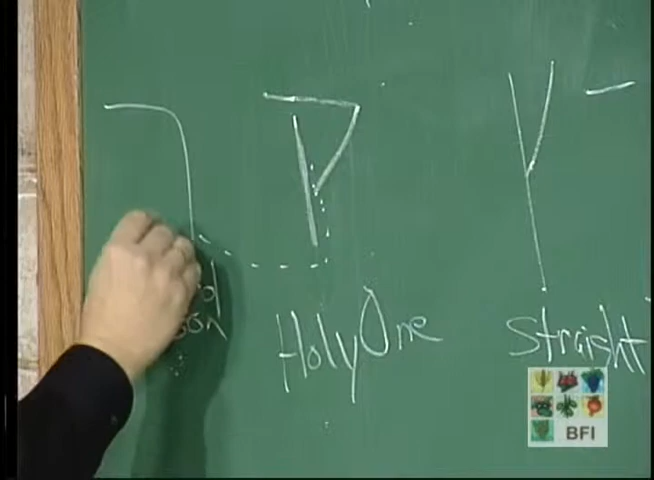 ץ ק ר
Holy One Straight
BFI